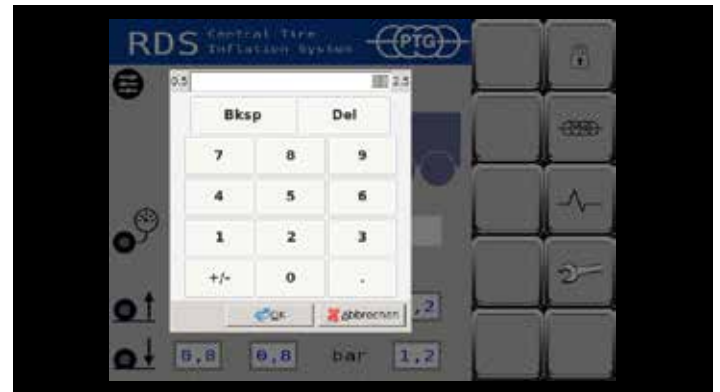 RDS Central Tire Inflation System PTG
0.5 2.5
Bksp Del
7 8 9
4 5 6
1 2 3
+/- 0 .
OK Abbrechen
,2
0,8 0,8 bar 1,2